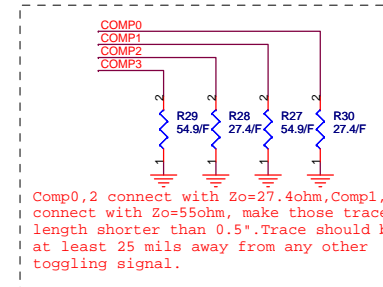 COMP0
COMP1
COMP2
COMP3
2 2 2 2
R29 R28 R27 R30
54.9/F 27.4/F 54.9/F 27.4/F
1 1 1 1
Comp0,2 connect with Zo=27.4ohm,Comp1,
connect with Zo=55ohm, make those trace
length shorter than 0.5".Trace should b
at least 25 mils away from any other
toggling signal.